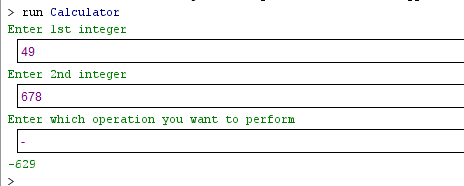 > run Calculator
Enter 1st integer
49
Enter 2nd integer
678
Enter which operation you want to perform
-
-629
>